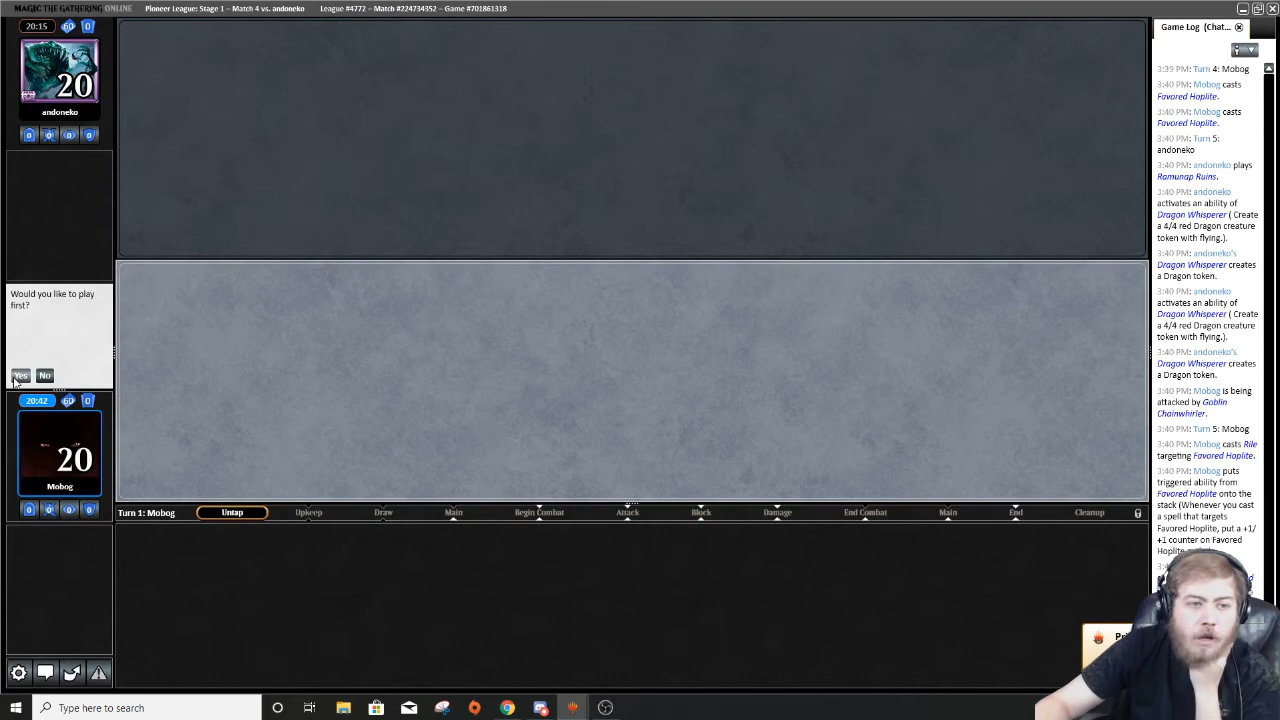 MAGIC THE GATHERING ONLINE
Pioneer League: Stage 1 – Match 4 vs. andoneko
League #4772 – Match #224734352 – Game #701861318
20:15 60 0
20
andoneko
0 0 0 0
Would you like to play
first?
Yes No
20:42 60 0
20
Mobog
0 0 0 0
Turn 1: Mobog
Untap
Upkeep
Draw
Main
Begin Combat
Attack
Block
Damage
End Combat
Main
End
Cleanup
Game Log (Chat...
3:39 PM: Turn 4: Mobog
3:40 PM: Mobog casts
Favored Hoplite.
3:40 PM: Mobog casts
Favored Hoplite.
3:40 PM: Turn 5:
andoneko
3:40 PM: andoneko plays
Ramunap Ruins.
3:40 PM: andoneko
activates an ability of
Dragon Whisperer ( Create
a 4/4 red Dragon creature
token with flying.).
3:40 PM: andoneko's
Dragon Whisperer creates
a Dragon token.
3:40 PM: andoneko
activates an ability of
Dragon Whisperer ( Create
a 4/4 red Dragon creature
token with flying.).
3:40 PM: andoneko's
Dragon Whisperer creates
a Dragon token.
3:40 PM: Mobog is being
attacked by Goblin
Chainwhirler.
3:40 PM: Turn 5: Mobog
3:40 PM: Mobog casts Rile
targeting Favored Hoplite.
3:40 PM: Mobog puts
triggered ability from
Favored Hoplite onto the
stack (Whenever you cast
a spell that targets
Favored Hoplite, put a +1/
+1 counter on Favored
Hoplite
Type here to search